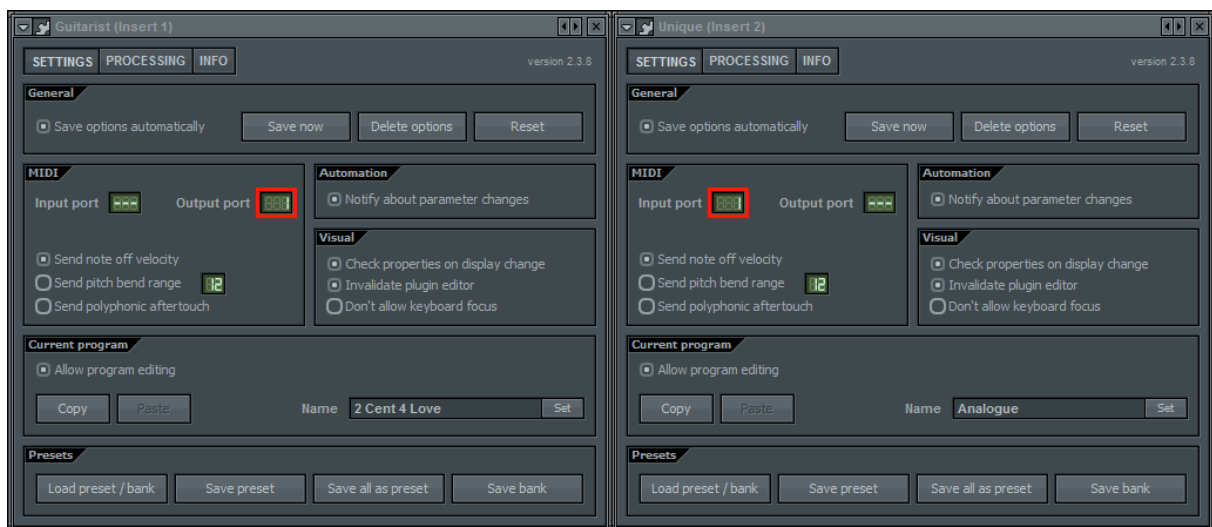 Guitarist (Insert 1)
SETTINGS PROCESSING INFO version 2.3.8
General
Save options automatically Save now Delete options Reset
MIDI
Input port --- Output port 1
Send note off velocity
Send pitch bend range 12
Send polyphonic aftertouch
Automation
Notify about parameter changes
Visual
Check properties on display change
Invalidate plugin editor
Don't allow keyboard focus
Current program
Allow program editing
Copy Paste Name 2 Cent 4 Love Set
Presets
Load preset / bank Save preset Save all as preset Save bank
Unique (Insert 2)
SETTINGS PROCESSING INFO version 2.3.8
General
Save options automatically Save now Delete options Reset
MIDI
Input port 1 Output port ---
Send note off velocity
Send pitch bend range 12
Send polyphonic aftertouch
Automation
Notify about parameter changes
Visual
Check properties on display change
Invalidate plugin editor
Don't allow keyboard focus
Current program
Allow program editing
Copy Paste Name Analogue Set
Presets
Load preset / bank Save preset Save all as preset Save bank